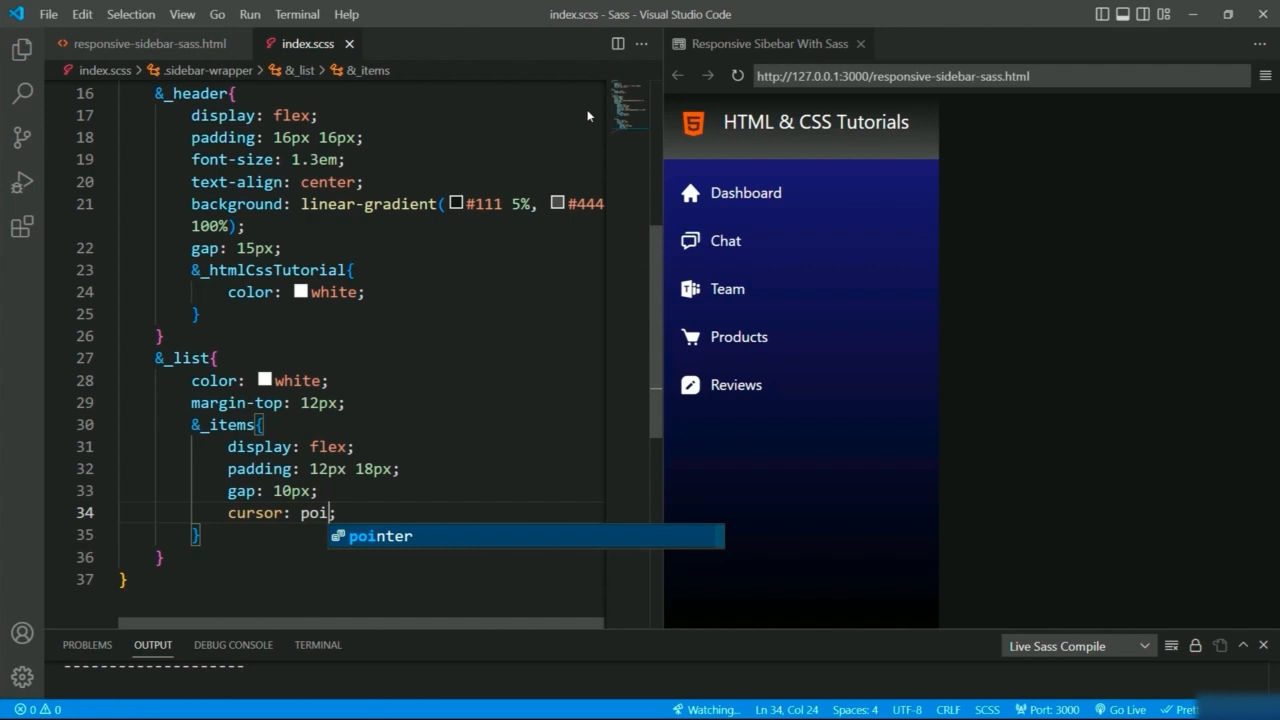 File Edit Selection View Go Run Terminal Help
index.scss - Sass - Visual Studio Code
responsive-sidebar-sass.html
index.scss
index.scss > .sidebar-wrapper > &_list > &_items
16 &_header{
17 display: flex;
18 padding: 16px 16px;
19 font-size: 1.3em;
20 text-align: center;
21 background: linear-gradient(#111 5%, #444
100%);
22 gap: 15px;
23 &_htmlCssTutorial{
24 color: white;
25 }
26 }
27 &_list{
28 color: white;
29 margin-top: 12px;
30 &_items{
31 display: flex;
32 padding: 12px 18px;
33 gap: 10px;
34 cursor: poi;
pointer
35 }
36 }
37 }
Responsive Sibebar With Sass
http://127.0.0.1:3000/responsive-sidebar-sass.html
HTML & CSS Tutorials
Dashboard
Chat
Team
Products
Reviews
PROBLEMS OUTPUT DEBUG CONSOLE TERMINAL
Live Sass Compile
--------------------
0 0
Watching... Ln 34, Col 24 Spaces: 4 UTF-8 CRLF SCSS Port: 3000 Go Live